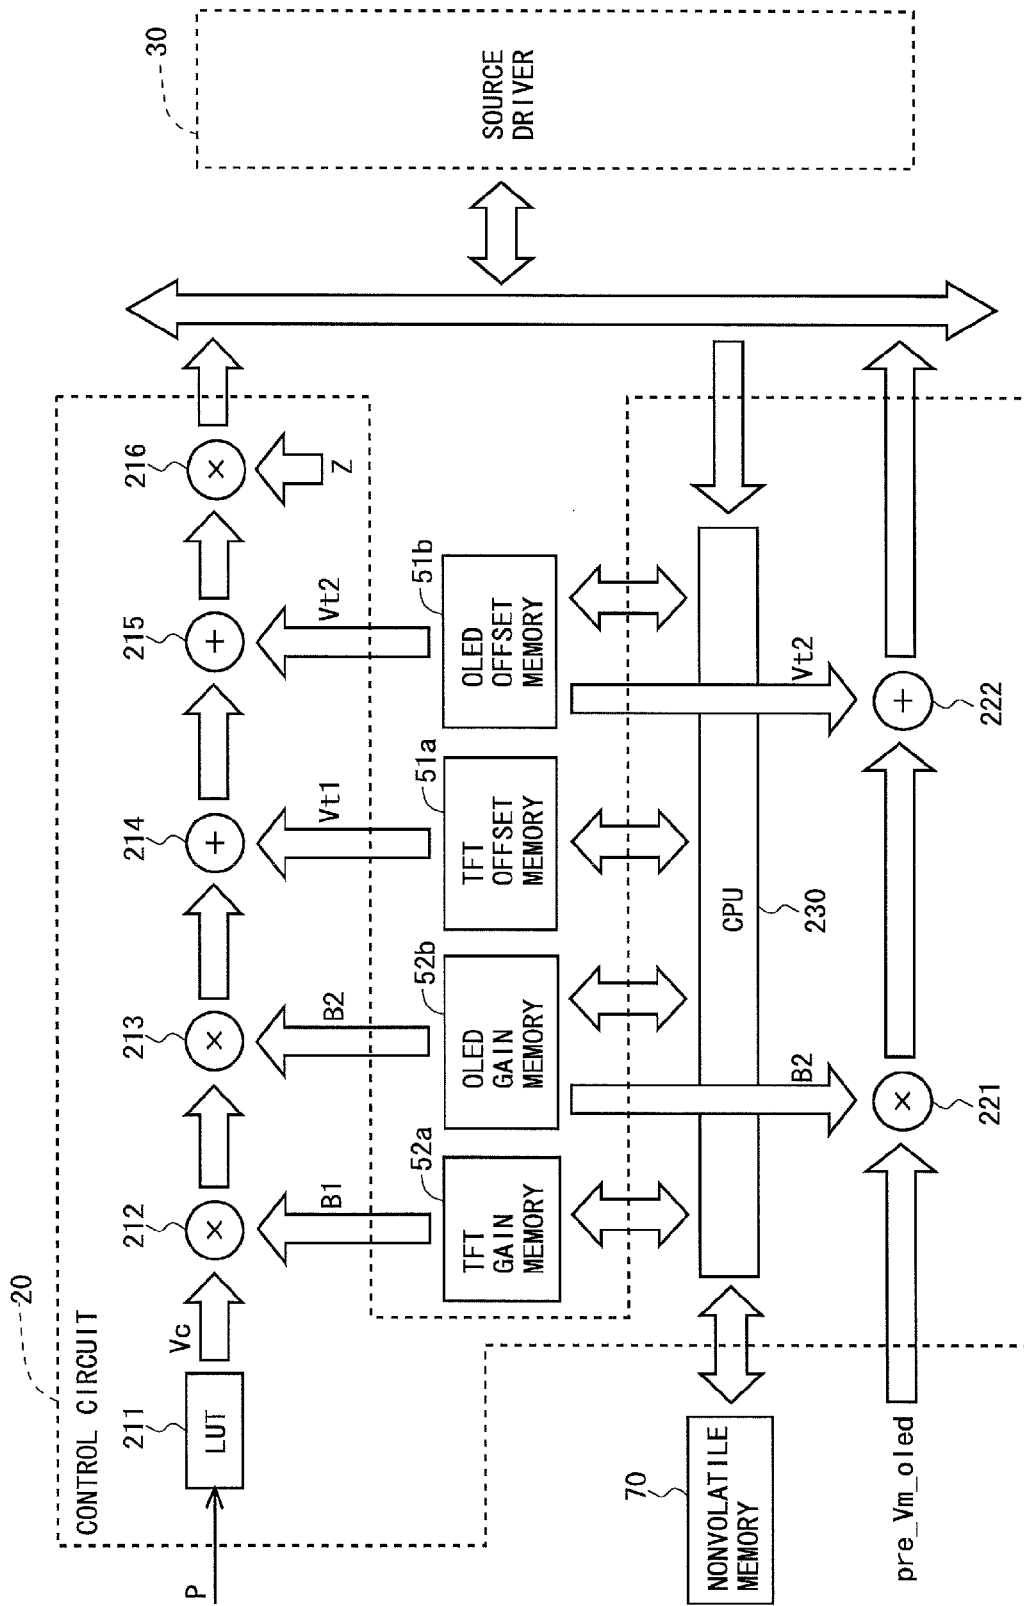 20
CONTROL CIRCUIT
P
211
LUT
Vc
212
×
213
×
214
+
215
+
216
×
Z
B1
B2
Vt1
Vt2
52a
TFT
GAIN
MEMORY
52b
OLED
GAIN
MEMORY
51a
TFT
OFFSET
MEMORY
51b
OLED
OFFSET
MEMORY
70
NONVOLATILE
MEMORY
CPU
230
B2
Vt2
pre_Vm_oled
×
221
+
222
30
SOURCE
DRIVER